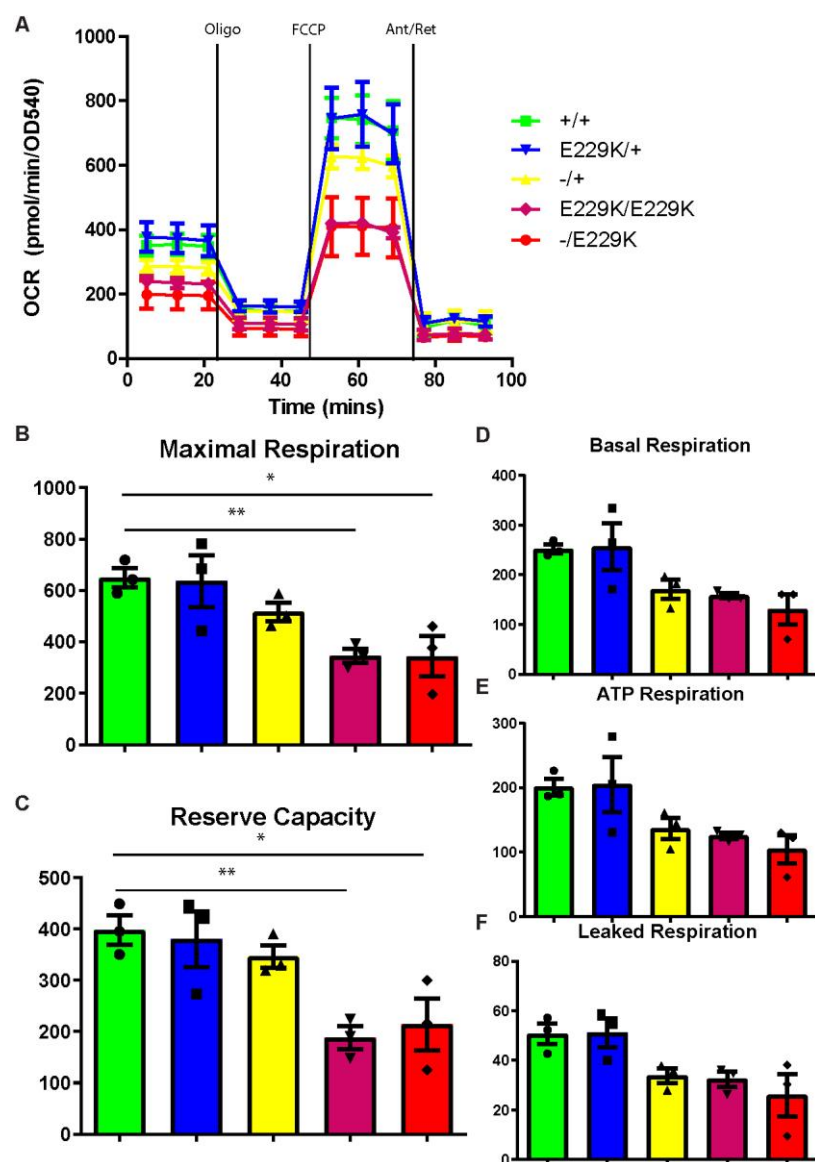 A
Oligo FCCP Ant/Ret
1000
800
600
400
200
0
OCR (pmol/min/OD540)
0 20 40 60 80 100
Time (mins)
+/+
E229K/+
-/+
E229K/E229K
-/E229K
B
Maximal Respiration
*
**
1000
800
600
400
200
0
C
Reserve Capacity
*
**
500
400
300
200
100
0
D
Basal Respiration
400
300
200
100
0
E
ATP Respiration
300
200
100
0
F
Leaked Respiration
80
60
40
20
0